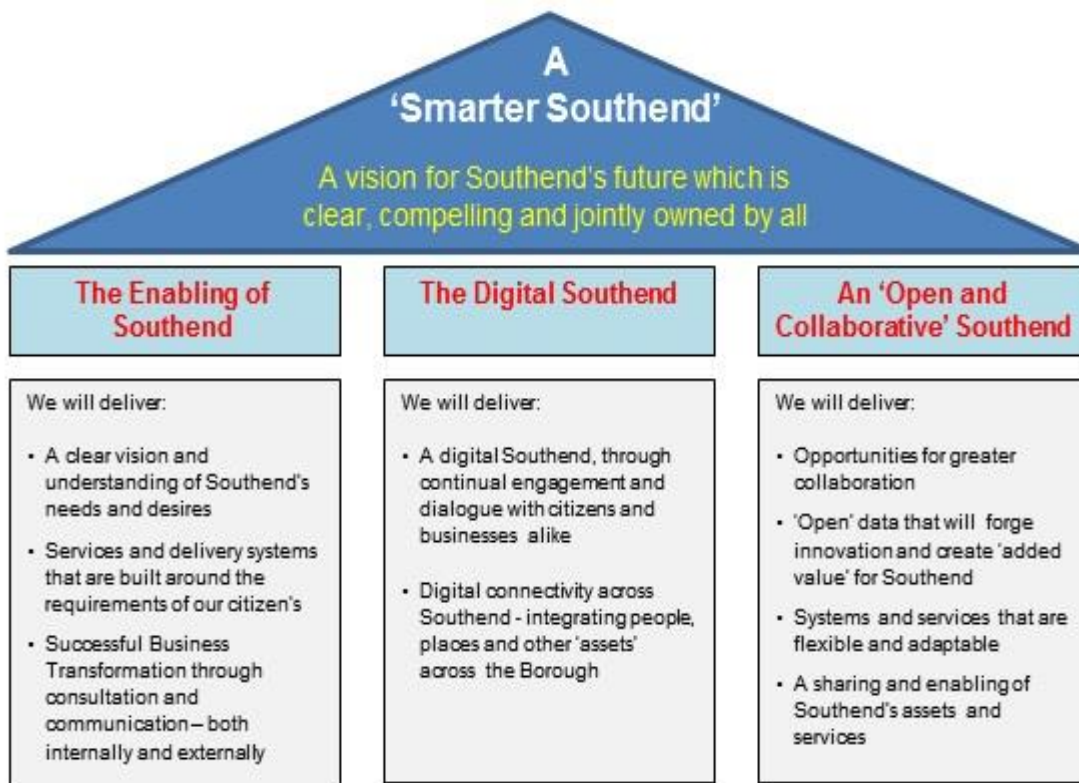 A
‘Smarter Southend’
A vision for Southend's future which is
clear, compelling and jointly owned by all
The Enabling of
Southend
We will deliver:
• A clear vision and
understanding of Southend's
needs and desires
• Services and delivery systems
that are built around the
requirements of our citizen's
• Successful Business
Transformation through
consultation and
communication – both
internally and externally
The Digital Southend
We will deliver:
• A digital Southend, through
continual engagement and
dialogue with citizens and
businesses alike
• Digital connectivity across
Southend - integrating people,
places and other 'assets'
across the Borough
An ‘Open and
Collaborative’ Southend
We will deliver:
• Opportunities for greater
collaboration
• 'Open' data that will forge
innovation and create 'added
value' for Southend
• Systems and services that are
flexible and adaptable
• A sharing and enabling of
Southend's assets and
services